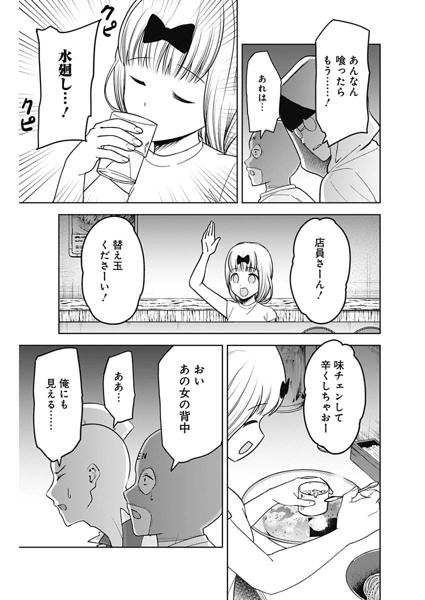 あんなん
喰ったら
もう……
あれは…
クピ
水廻し…！
クピ
店員さーん！
替え玉
くださーい！
味チェンして
辛くしちゃおー
おい
あの女の背中
ああ…
俺にも
見える……
EN